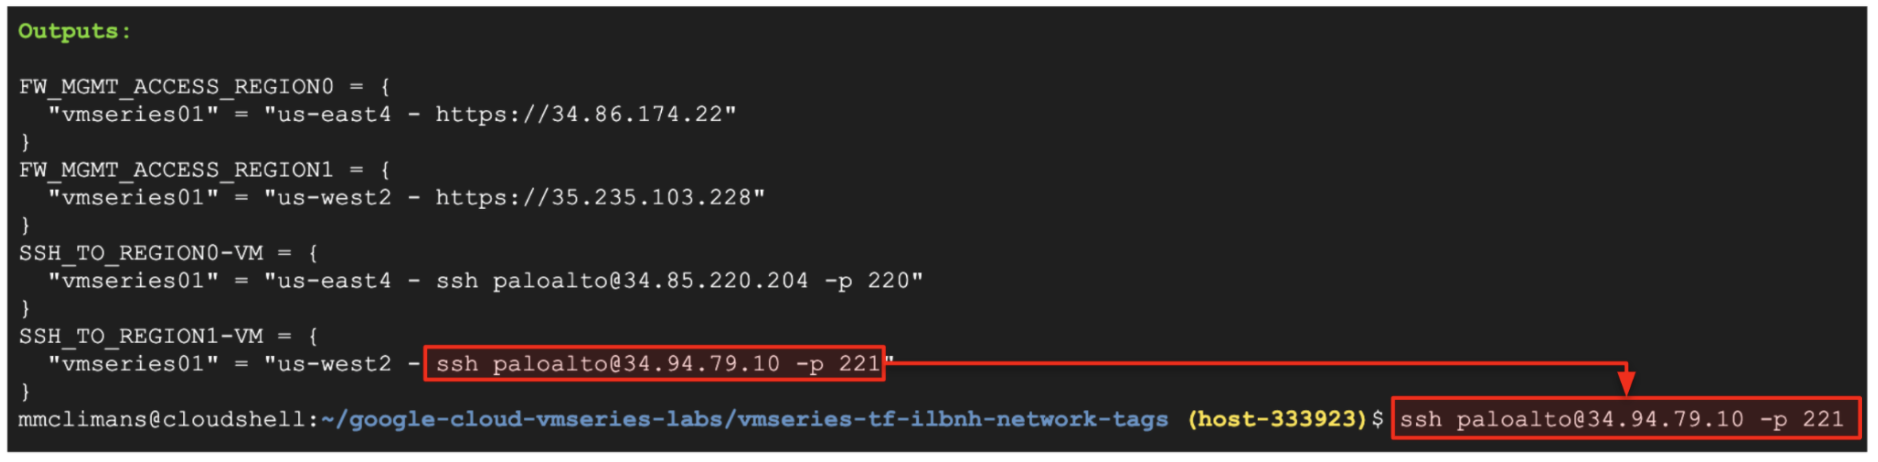 Outputs:
FW_MGMT_ACCESS_REGION0 = {
  "vmseries01" = "us-east4 - https://34.86.174.22"
}
FW_MGMT_ACCESS_REGION1 = {
  "vmseries01" = "us-west2 - https://35.235.103.228"
}
SSH_TO_REGION0-VM = {
  "vmseries01" = "us-east4 - ssh paloalto@34.85.220.204 -p 220"
}
SSH_TO_REGION1-VM = {
  "vmseries01" = "us-west2 - ssh paloalto@34.94.79.10 -p 221"
}
mmclimans@cloudshell:~/google-cloud-vmseries-labs/vmseries-tf-ilbnh-network-tags (host-333923)$ ssh paloalto@34.94.79.10 -p 221